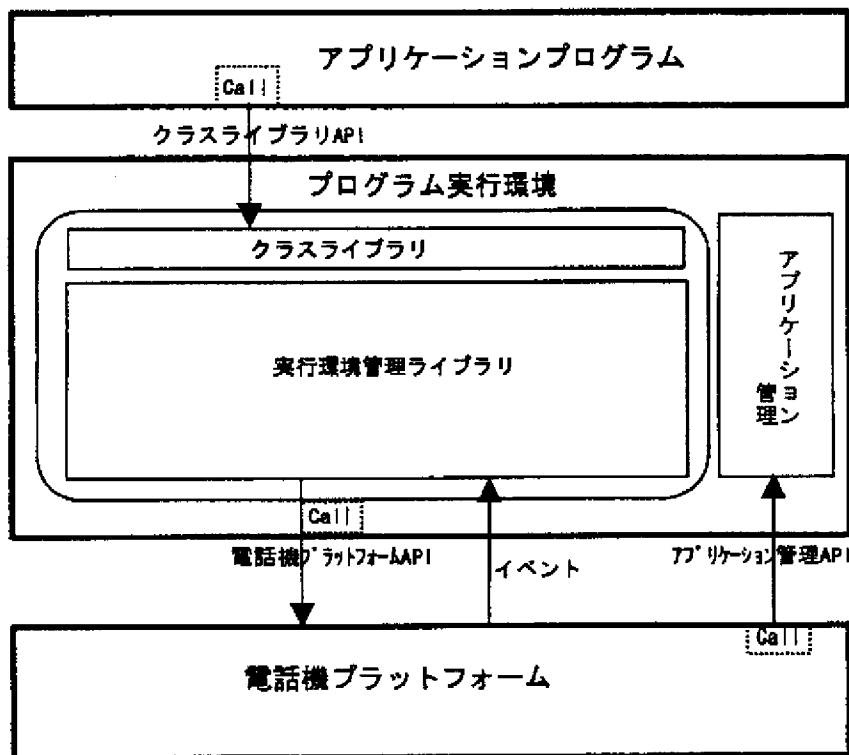 アプリケーションプログラム
Call
クラスライブラリAPI
プログラム実行環境
クラスライブラリ
実行環境管理ライブラリ
アプリケーション
管理
Call
電話機プラットフォームAPI
イベント
アプリケーション管理API
Call
電話機プラットフォーム